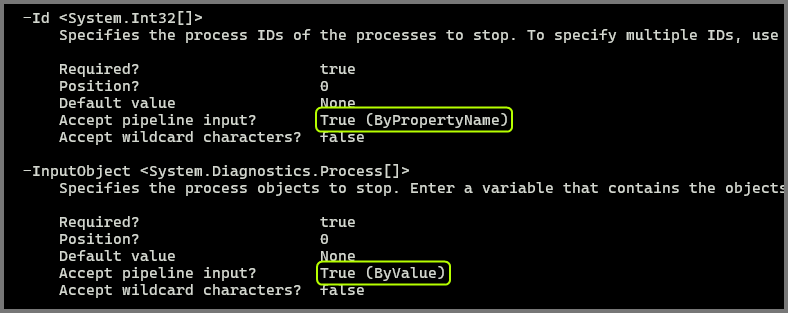 -Id <System.Int32[]>
Specifies the process IDs of the processes to stop. To specify multiple IDs, use
Required? true
Position? 0
Default value None
Accept pipeline input? True (ByPropertyName)
Accept wildcard characters? false
-InputObject <System.Diagnostics.Process[]>
Specifies the process objects to stop. Enter a variable that contains the objects
Required? true
Position? 0
Default value None
Accept pipeline input? True (ByValue)
Accept wildcard characters? false